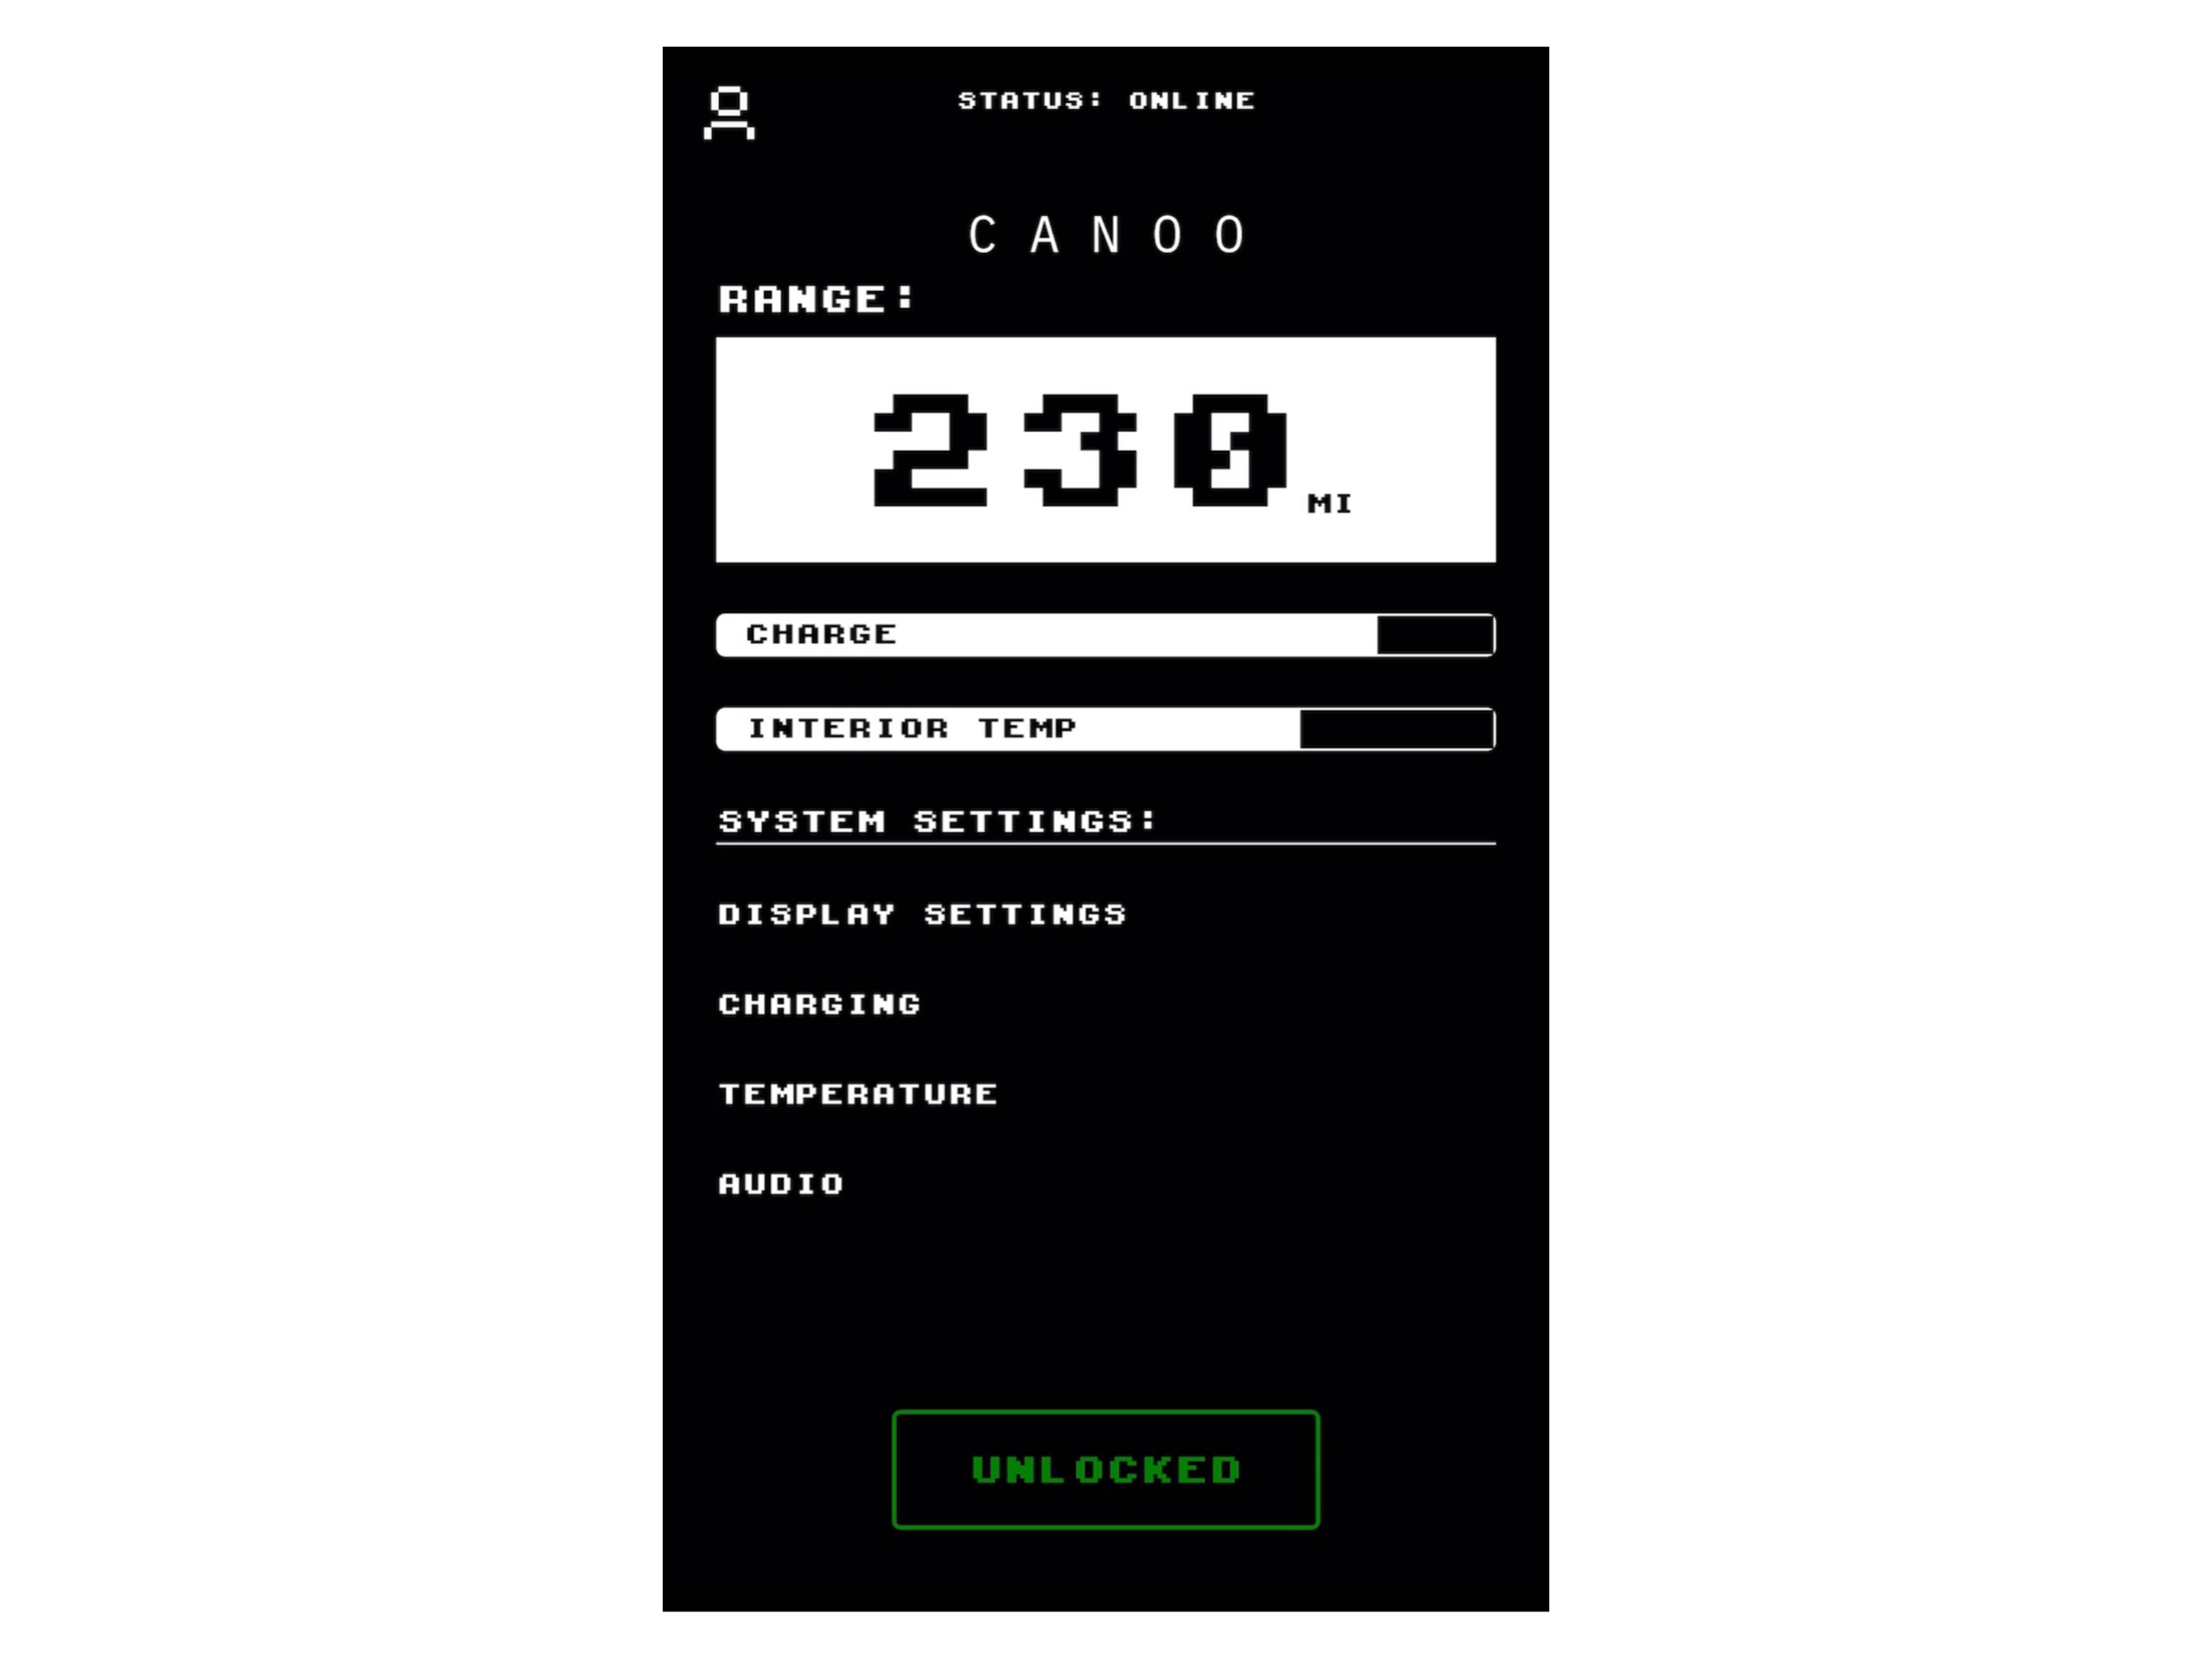 STATUS: ONLINE
CANOO
RANGE:
230 MI
CHARGE
INTERIOR TEMP
SYSTEM SETTINGS:
DISPLAY SETTINGS
CHARGING
TEMPERATURE
AUDIO
UNLOCKED